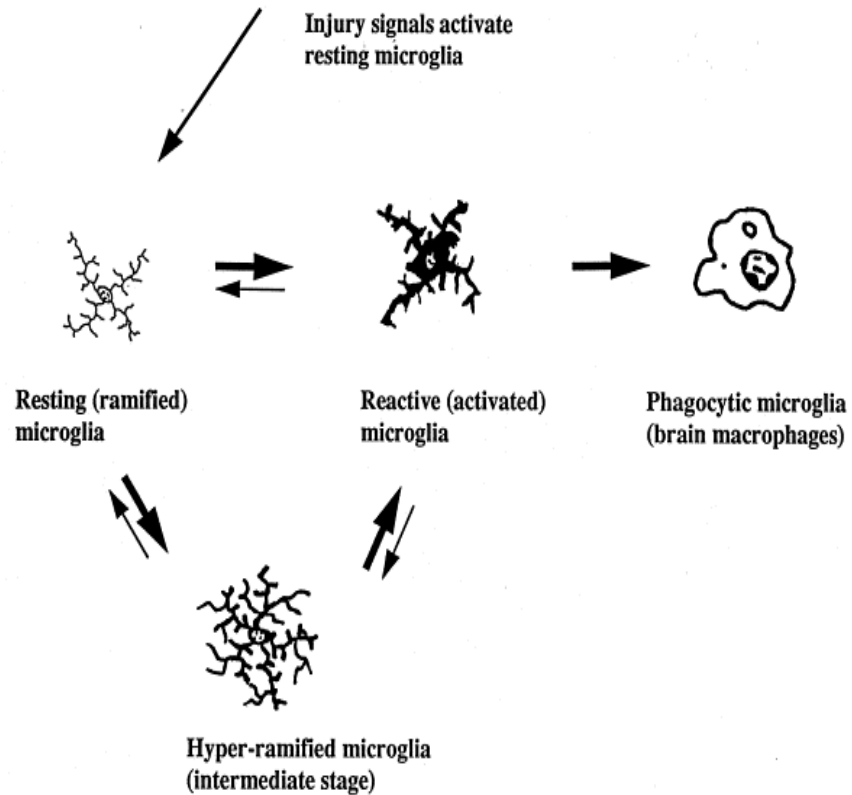 Injury signals activate
resting microglia
Resting (ramified)
microglia
Reactive (activated)
microglia
Phagocytic microglia
(brain macrophages)
Hyper-ramified microglia
(intermediate stage)